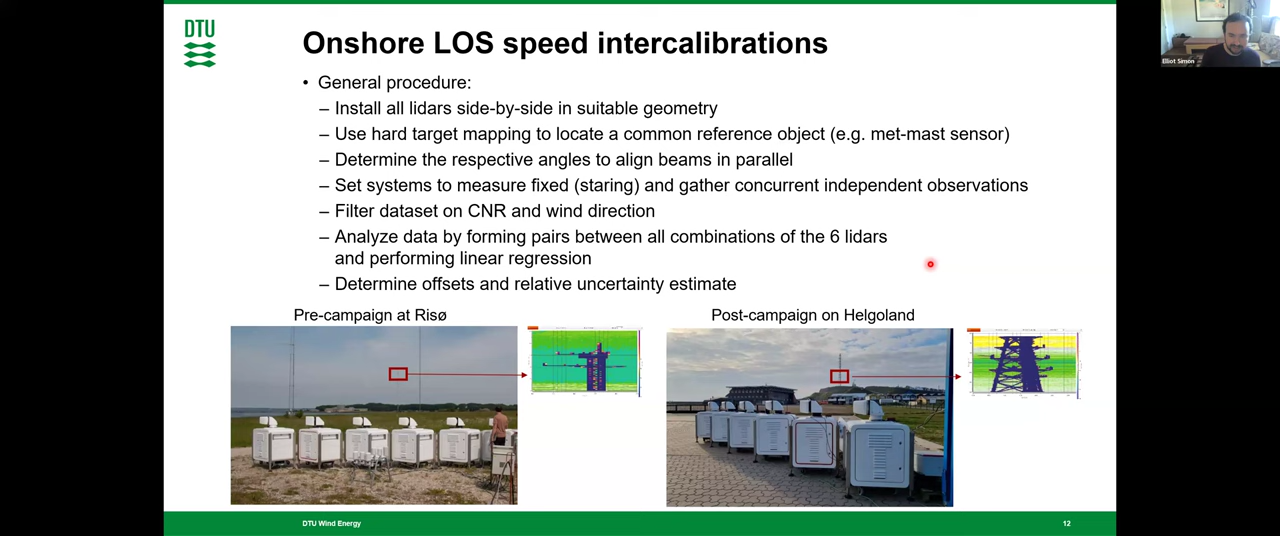 DTU
Onshore LOS speed intercalibrations
• General procedure:
– Install all lidars side-by-side in suitable geometry
– Use hard target mapping to locate a common reference object (e.g. met-mast sensor)
– Determine the respective angles to align beams in parallel
– Set systems to measure fixed (staring) and gather concurrent independent observations
– Filter dataset on CNR and wind direction
– Analyze data by forming pairs between all combinations of the 6 lidars
and performing linear regression
– Determine offsets and relative uncertainty estimate
Pre-campaign at Risø
Post-campaign on Helgoland
DTU Wind Energy
12
Elliot Simon